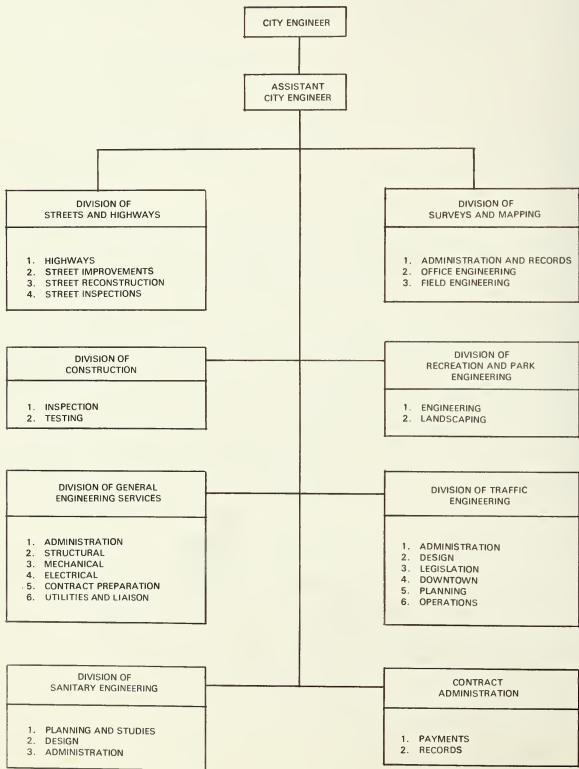 CITY ENGINEER
ASSISTANT
CITY ENGINEER
DIVISION OF
STREETS AND HIGHWAYS
1. HIGHWAYS
2. STREET IMPROVEMENTS
3. STREET RECONSTRUCTION
4. STREET INSPECTIONS
DIVISION OF
SURVEYS AND MAPPING
1. ADMINISTRATION AND RECORDS
2. OFFICE ENGINEERING
3. FIELD ENGINEERING
DIVISION OF
CONSTRUCTION
1. INSPECTION
2. TESTING
DIVISION OF
RECREATION AND PARK
ENGINEERING
1. ENGINEERING
2. LANDSCAPING
DIVISION OF GENERAL
ENGINEERING SERVICES
1. ADMINISTRATION
2. STRUCTURAL
3. MECHANICAL
4. ELECTRICAL
5. CONTRACT PREPARATION
6. UTILITIES AND LIAISON
DIVISION OF TRAFFIC
ENGINEERING
1. ADMINISTRATION
2. DESIGN
3. LEGISLATION
4. DOWNTOWN
5. PLANNING
6. OPERATIONS
DIVISION OF
SANITARY ENGINEERING
1. PLANNING AND STUDIES
2. DESIGN
3. ADMINISTRATION
CONTRACT
ADMINISTRATION
1. PAYMENTS
2. RECORDS